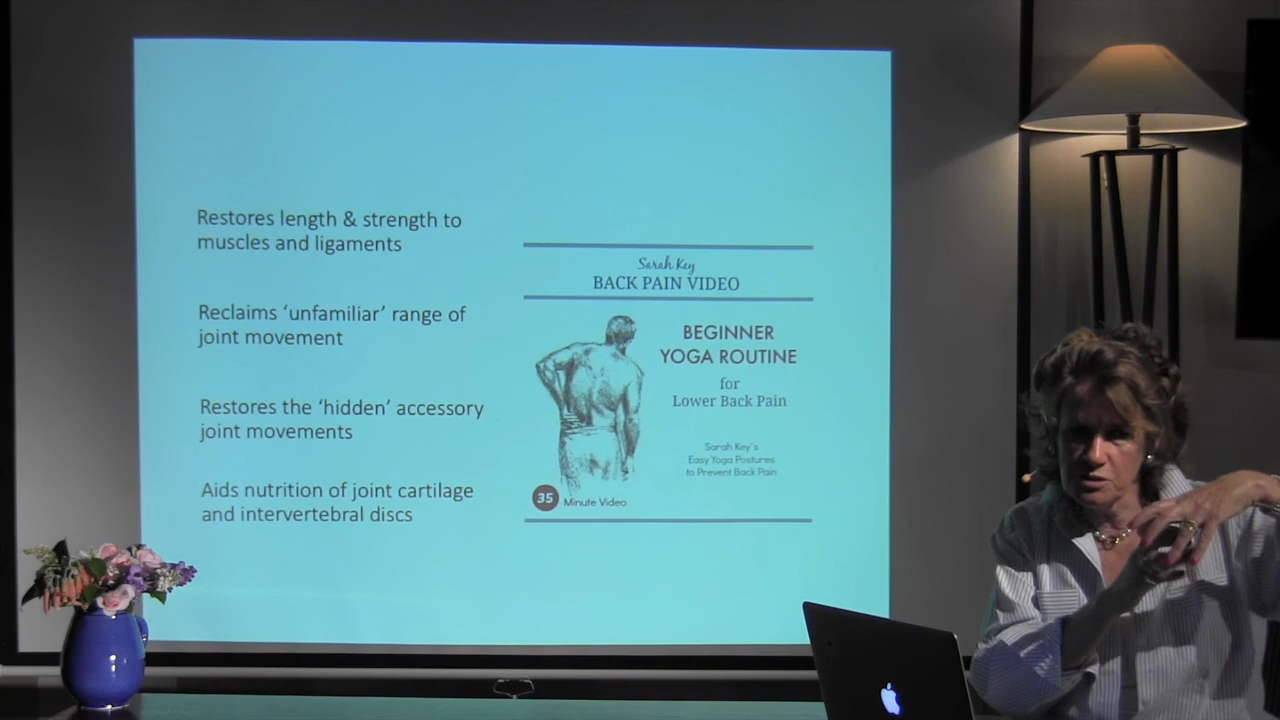 Restores length & strength to
muscles and ligaments
Reclaims ‘unfamiliar’ range of
joint movement
Restores the ‘hidden’ accessory
joint movements
Aids nutrition of joint cartilage
and intervertebral discs
Sarah Key
BACK PAIN VIDEO
BEGINNER
YOGA ROUTINE
for
Lower Back Pain
Sarah Key's
Easy Yoga Postures
to Prevent Back Pain
35 Minute Video